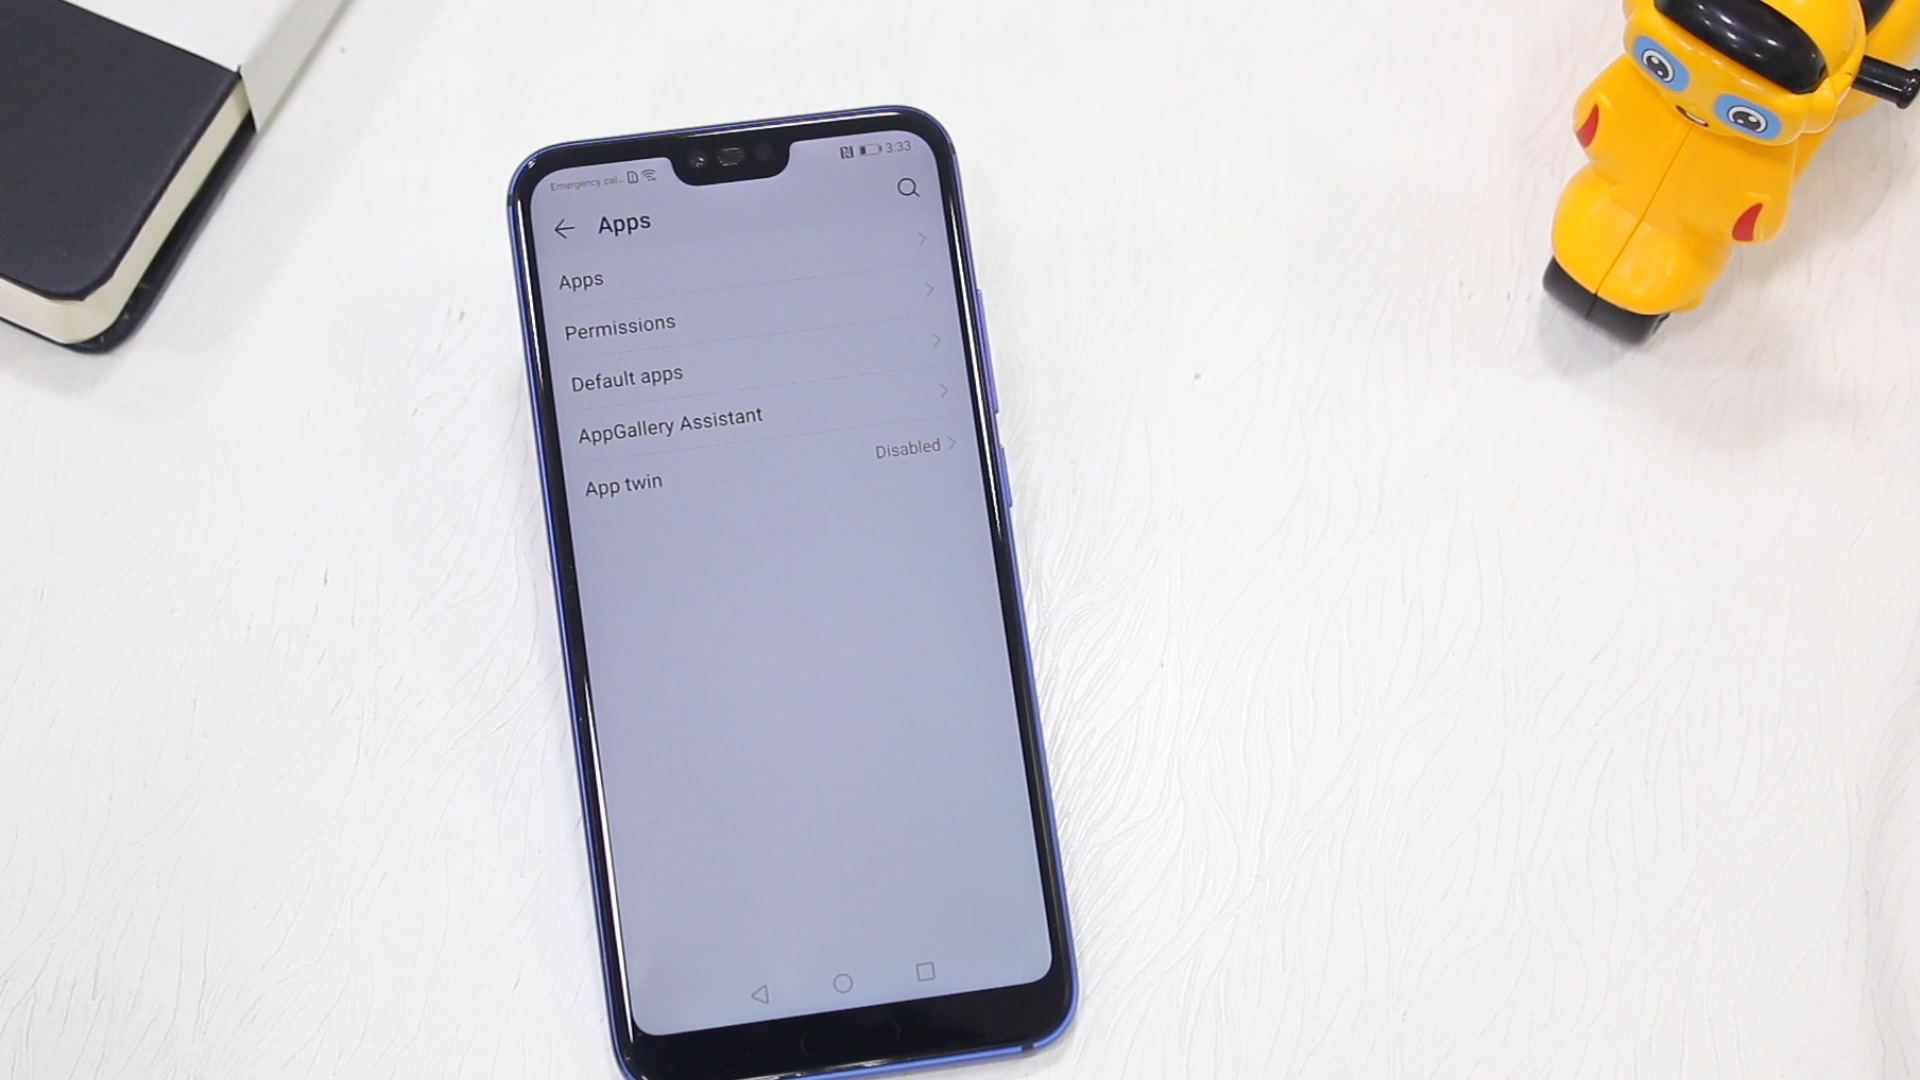 Emergency cal... 3:33
Apps
Apps
Permissions
Default apps
AppGallery Assistant
App twin Disabled